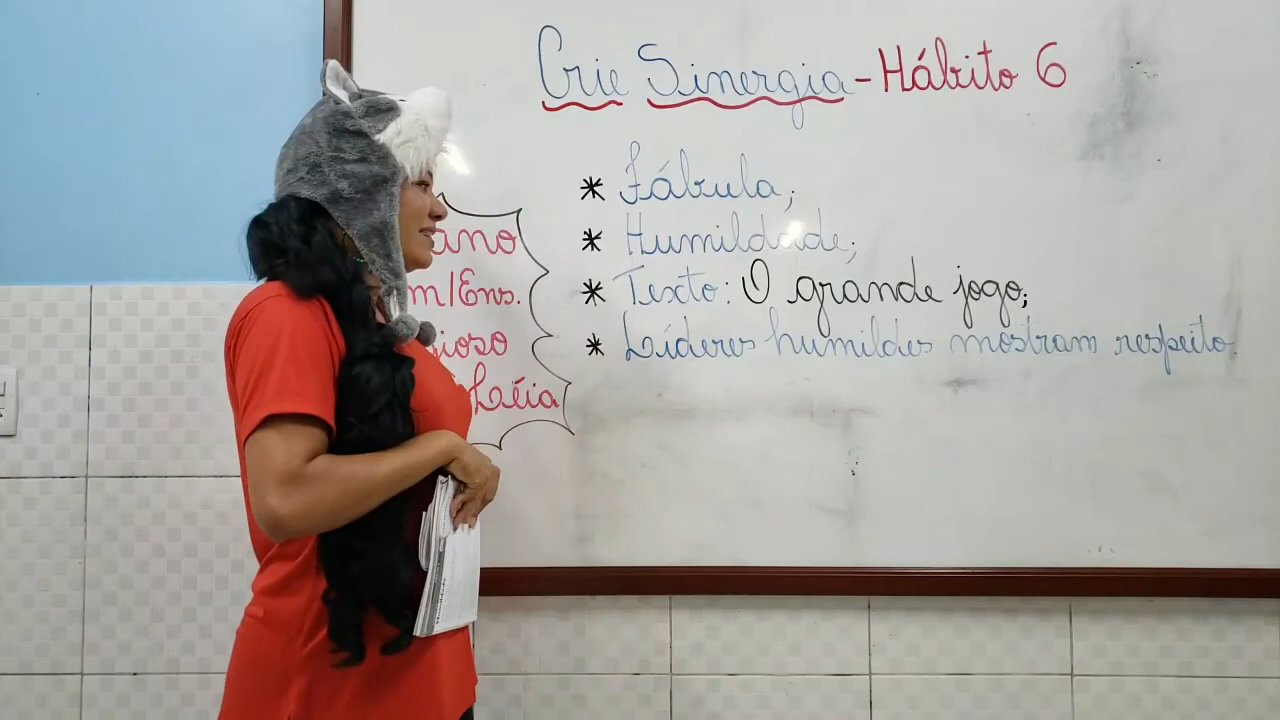 Crie Sinergia - Hábito 6
* Fábula;
* Humildade;
* Texto: O grande jogo;
* Líderes humildes mostram respeito.
ano
m/Ens.
ioso
Léia